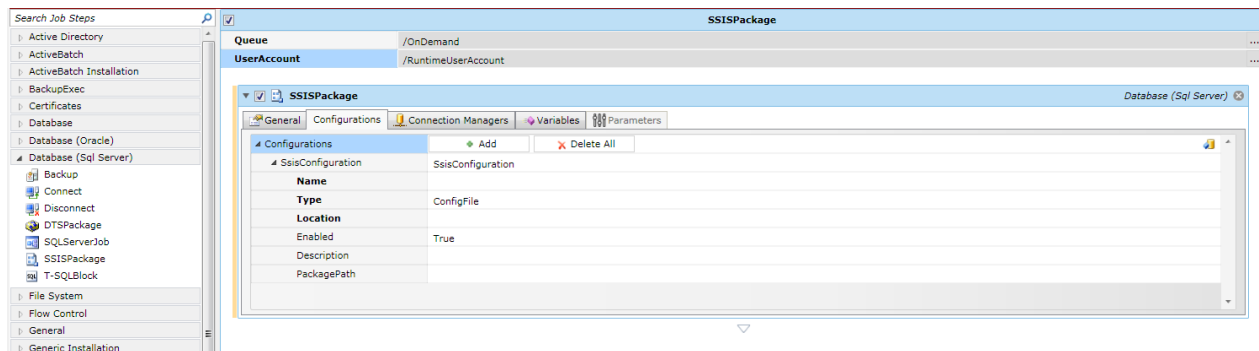 Search Job Steps
Active Directory
ActiveBatch
ActiveBatch Installation
BackupExec
Certificates
Database
Database (Oracle)
Database (Sql Server)
Backup
Connect
Disconnect
DTSPackage
SQLServerJob
SSISPackage
SQL T-SQLBlock
File System
Flow Control
General
Generic Installation
SSISPackage
Queue /OnDemand ...
UserAccount /RuntimeUserAccount ...
SSISPackage Database (Sql Server)
General Configurations Connection Managers Variables Parameters
Configurations Add Delete All
SsisConfiguration SsisConfiguration
Name
Type ConfigFile
Location
Enabled True
Description
PackagePath